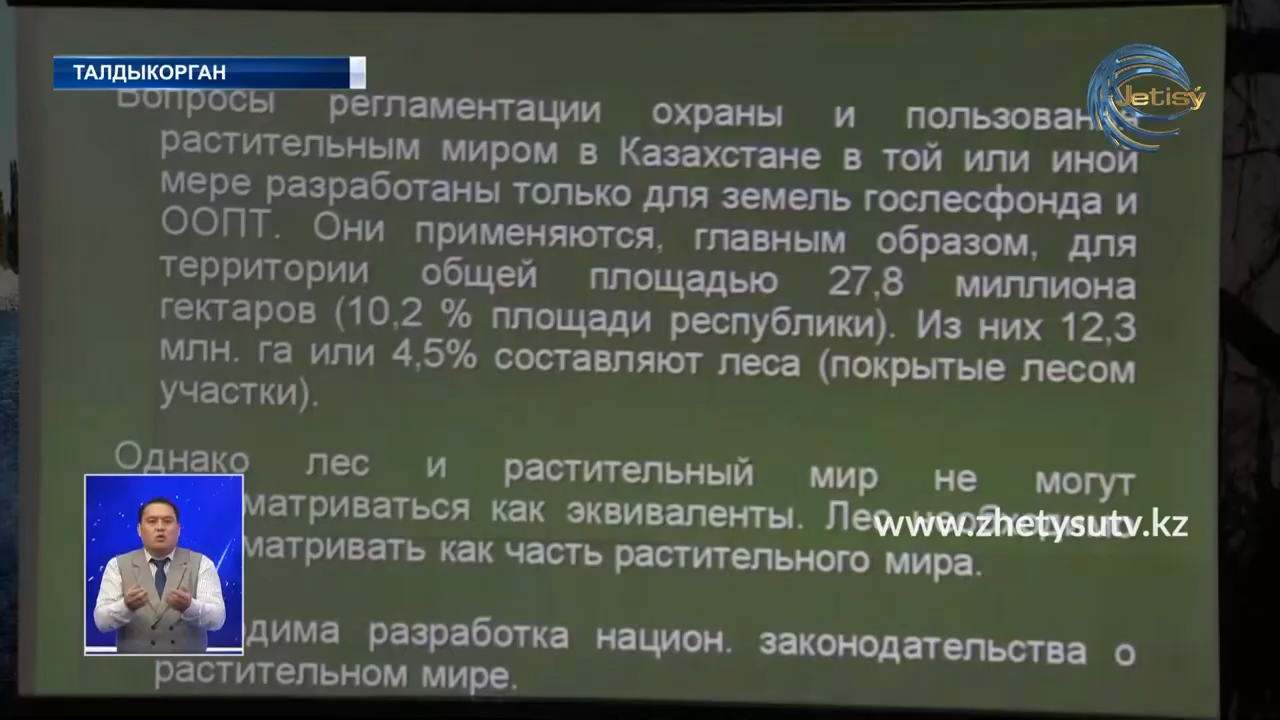 ТАЛДЫКОРГАН
Jetisý
Вопросы регламентации охраны и пользования
растительным миром в Казахстане в той или иной
мере разработаны только для земель гослесфонда и
ООПТ. Они применяются, главным образом, для
территории общей площадью 27,8 миллиона
гектаров (10,2 % площади республики). Из них 12,3
млн. га или 4,5% составляют леса (покрытые лесом
участки).
Однако лес и растительный мир не могут
матриваться как эквиваленты. Лес необходимо
www.zhetysutv.kz
матривать как часть растительного мира.
дима разработка национ. законодательства о
растительном мире.